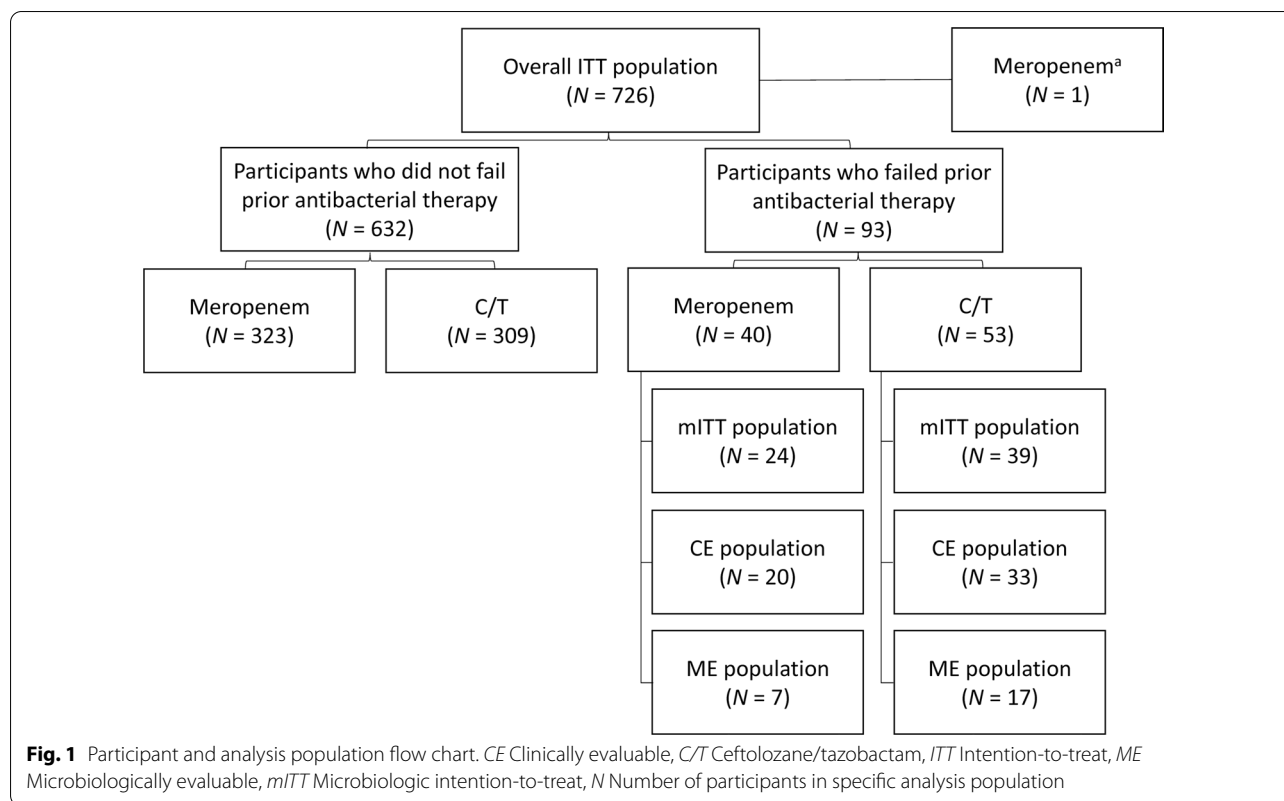 Overall ITT population
(N = 726)
Meropenemᵃ
(N = 1)
Participants who did not fail
prior antibacterial therapy
(N = 632)
Participants who failed prior
antibacterial therapy
(N = 93)
Meropenem
(N = 323)
C/T
(N = 309)
Meropenem
(N = 40)
C/T
(N = 53)
mITT population
(N = 24)
mITT population
(N = 39)
CE population
(N = 20)
CE population
(N = 33)
ME population
(N = 7)
ME population
(N = 17)
Fig. 1 Participant and analysis population flow chart. CE Clinically evaluable, C/T Ceftolozane/tazobactam, ITT Intention-to-treat, ME
Microbiologically evaluable, mITT Microbiologic intention-to-treat, N Number of participants in specific analysis population